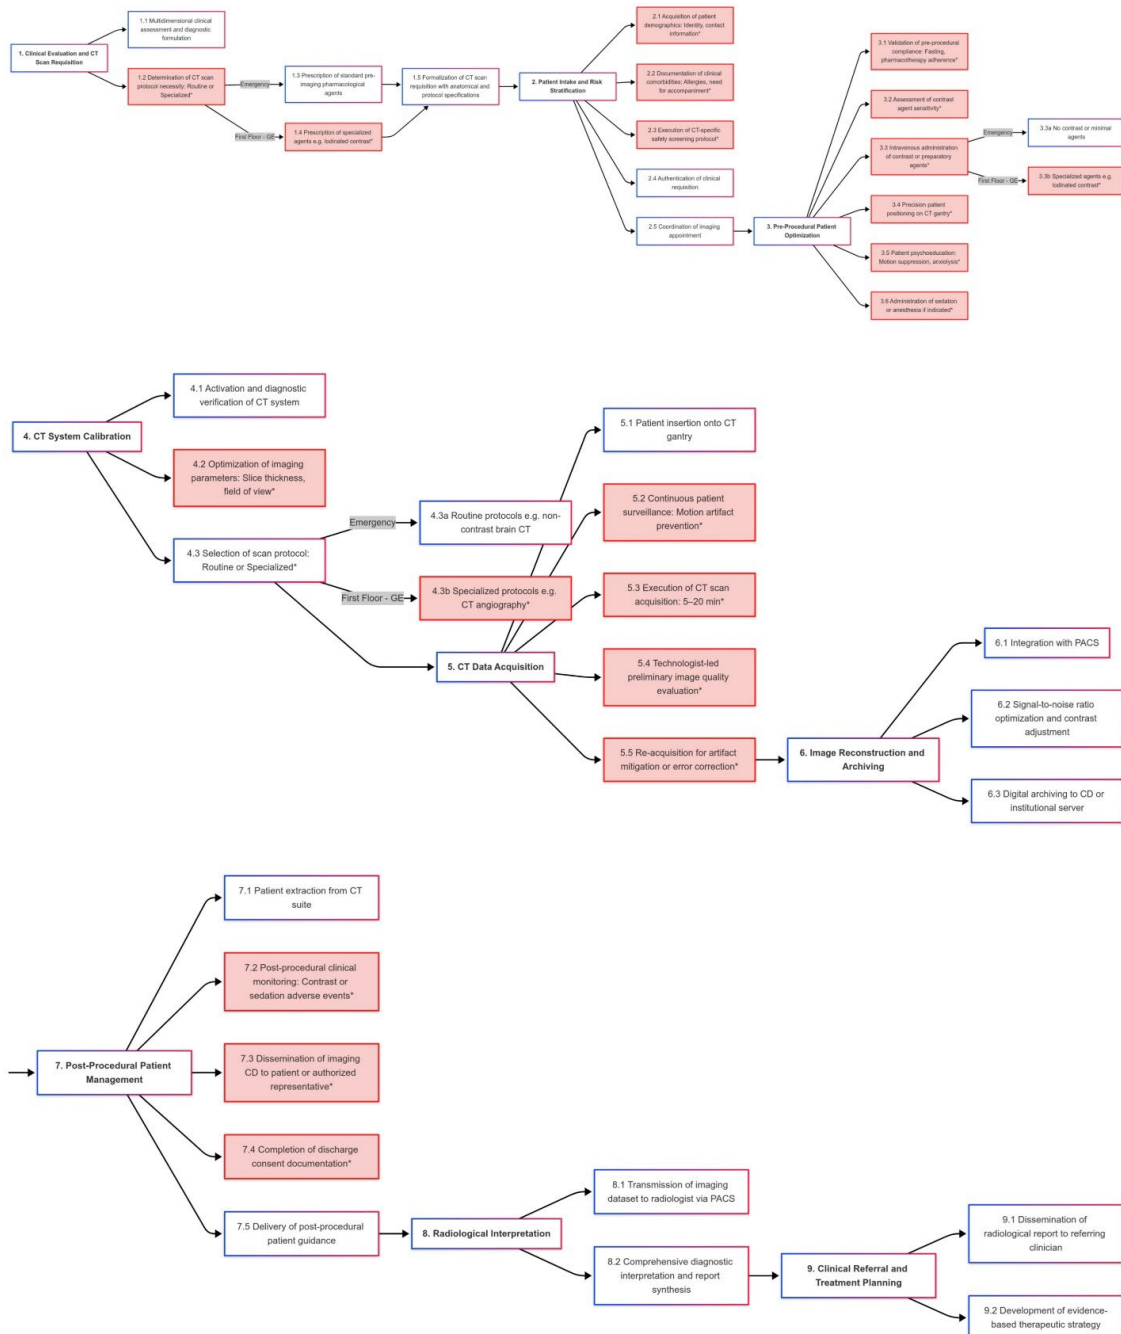 1. Clinical Evaluation and CT
Scan Requisition
1.1 Multidimensional clinical
assessment and diagnostic
formulation
1.2 Determination of CT scan
protocol necessity: Routine or
Specialized*
Emergency
First Floor - GE
1.3 Prescription of standard pre-
imaging pharmacological
agents
1.4 Prescription of specialized
agents e.g. Iodinated contrast*
1.5 Formalization of CT scan
requisition with anatomical and
protocol specifications
2. Patient Intake and Risk
Stratification
2.1 Acquisition of patient
demographics: Identity, contact
information*
2.2 Documentation of clinical
comorbidities: Allergies, need
for accompaniment*
2.3 Execution of CT-specific
safety screening protocol*
2.4 Authentication of clinical
requisition
2.5 Coordination of imaging
appointment
3. Pre-Procedural Patient
Optimization
3.1 Validation of pre-procedural
compliance: Fasting,
pharmacotherapy adherence*
3.2 Assessment of contrast
agent sensitivity*
3.3 Intravenous administration
of contrast or preparatory
agents*
Emergency
First Floor - GE
3.3a No contrast or minimal
agents
3.3b Specialized agents e.g.
Iodinated contrast*
3.4 Precision patient
positioning on CT gantry*
3.5 Patient psychoeducation:
Motion suppression, anxiolysis*
3.6 Administration of sedation
or anesthesia if indicated*
4. CT System Calibration
4.1 Activation and diagnostic
verification of CT system
4.2 Optimization of imaging
parameters: Slice thickness,
field of view*
4.3 Selection of scan protocol:
Routine or Specialized*
Emergency
First Floor - GE
4.3a Routine protocols e.g. non-
contrast brain CT
4.3b Specialized protocols e.g.
CT angiography*
5. CT Data Acquisition
5.1 Patient insertion onto CT
gantry
5.2 Continuous patient
surveillance: Motion artifact
prevention*
5.3 Execution of CT scan
acquisition: 5–20 min*
5.4 Technologist-led
preliminary image quality
evaluation*
5.5 Re-acquisition for artifact
mitigation or error correction*
6. Image Reconstruction and
Archiving
6.1 Integration with PACS
6.2 Signal-to-noise ratio
optimization and contrast
adjustment
6.3 Digital archiving to CD or
institutional server
7. Post-Procedural Patient
Management
7.1 Patient extraction from CT
suite
7.2 Post-procedural clinical
monitoring: Contrast or
sedation adverse events*
7.3 Dissemination of imaging
CD to patient or authorized
representative*
7.4 Completion of discharge
consent documentation*
7.5 Delivery of post-procedural
patient guidance
8. Radiological Interpretation
8.1 Transmission of imaging
dataset to radiologist via PACS
8.2 Comprehensive diagnostic
interpretation and report
synthesis
9. Clinical Referral and
Treatment Planning
9.1 Dissemination of
radiological report to referring
clinician
9.2 Development of evidence-
based therapeutic strategy